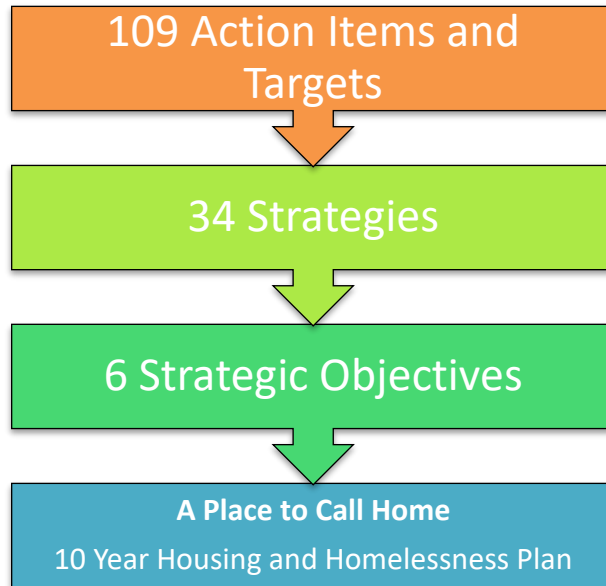 109 Action Items and
Targets
34 Strategies
6 Strategic Objectives
A Place to Call Home
10 Year Housing and Homelessness Plan